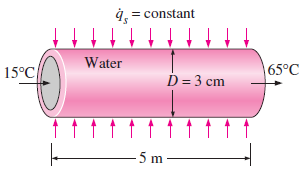 q̇ₛ = constant
15°C
Water
D = 3 cm
65°C
5 m